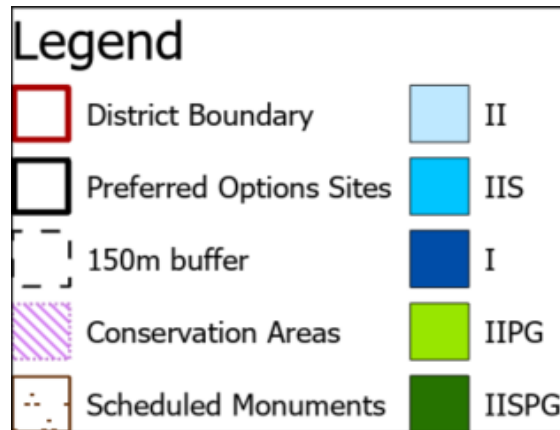 Legend
District Boundary
Preferred Options Sites
150m buffer
Conservation Areas
Scheduled Monuments
II
IIS
I
IIPG
IISPG